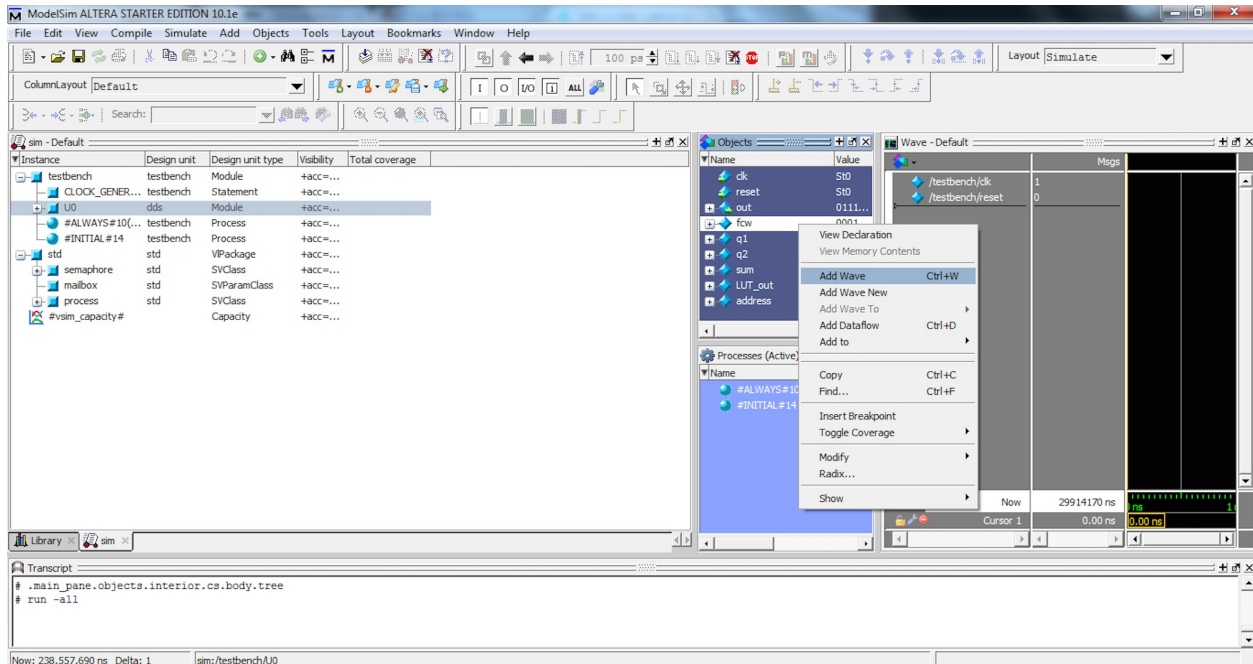 ModelSim ALTERA STARTER EDITION 10.1e
File Edit View Compile Simulate Add Objects Tools Layout Bookmarks Window Help
100 ps
Layout Simulate
ColumnLayout Default
I O I/O i ALL
Search:
sim - Default
Instance Design unit Design unit type Visibility Total coverage
testbench testbench Module +acc=...
CLOCK_GENER... testbench Statement +acc=...
U0 dds Module +acc=...
#ALWAYS#10(... testbench Process +acc=...
#INITIAL#14 testbench Process +acc=...
std std VlPackage +acc=...
semaphore std SVClass +acc=...
mailbox std SVParamClass +acc=...
process std SVClass +acc=...
#vsim_capacity# Capacity +acc=...
Library sim
Objects
Name Value
clk St0
reset St0
out 0111...
fcw 0001
q1
q2
sum
LUT_out
address
Processes (Active)
Name
#ALWAYS#10
#INITIAL#14
View Declaration
View Memory Contents
Add Wave Ctrl+W
Add Wave New
Add Wave To
Add Dataflow Ctrl+D
Add to
Copy Ctrl+C
Find... Ctrl+F
Insert Breakpoint
Toggle Coverage
Modify
Radix...
Show
Wave - Default
Msgs
/testbench/clk 1
/testbench/reset 0
Now 29914170 ns
ns 1
Cursor 1 0.00 ns 0.00 ns
Transcript
# .main_pane.objects.interior.cs.body.tree
# run -all
Now: 238,557,690 ns Delta: 1 sim:/testbench/U0